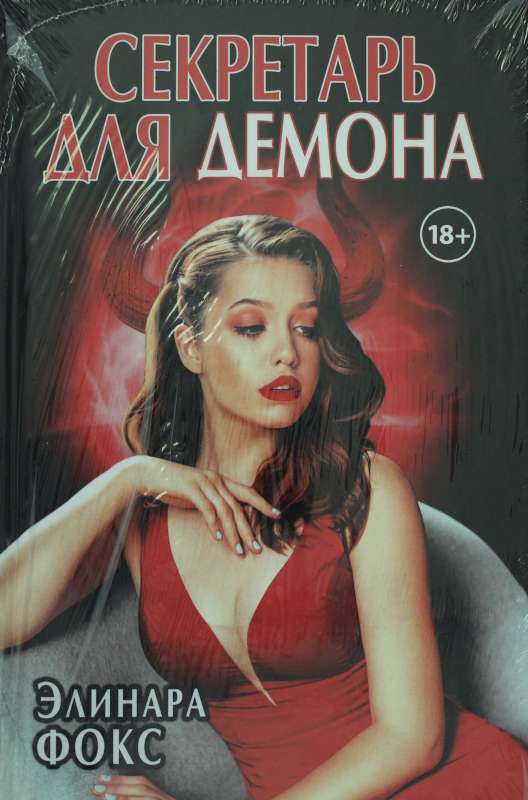 СЕКРЕТАРЬ
ДЛЯ ДЕМОНА
18+
ЭЛИНАРА
ФОКС